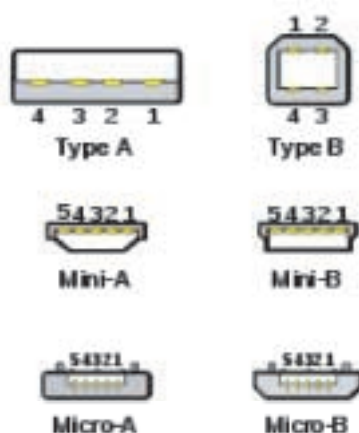 1 2
4 3 2 1
4 3
Type A
Type B
54321
54321
Mini-A
Mini-B
54321
54321
Micro-A
Micro-B